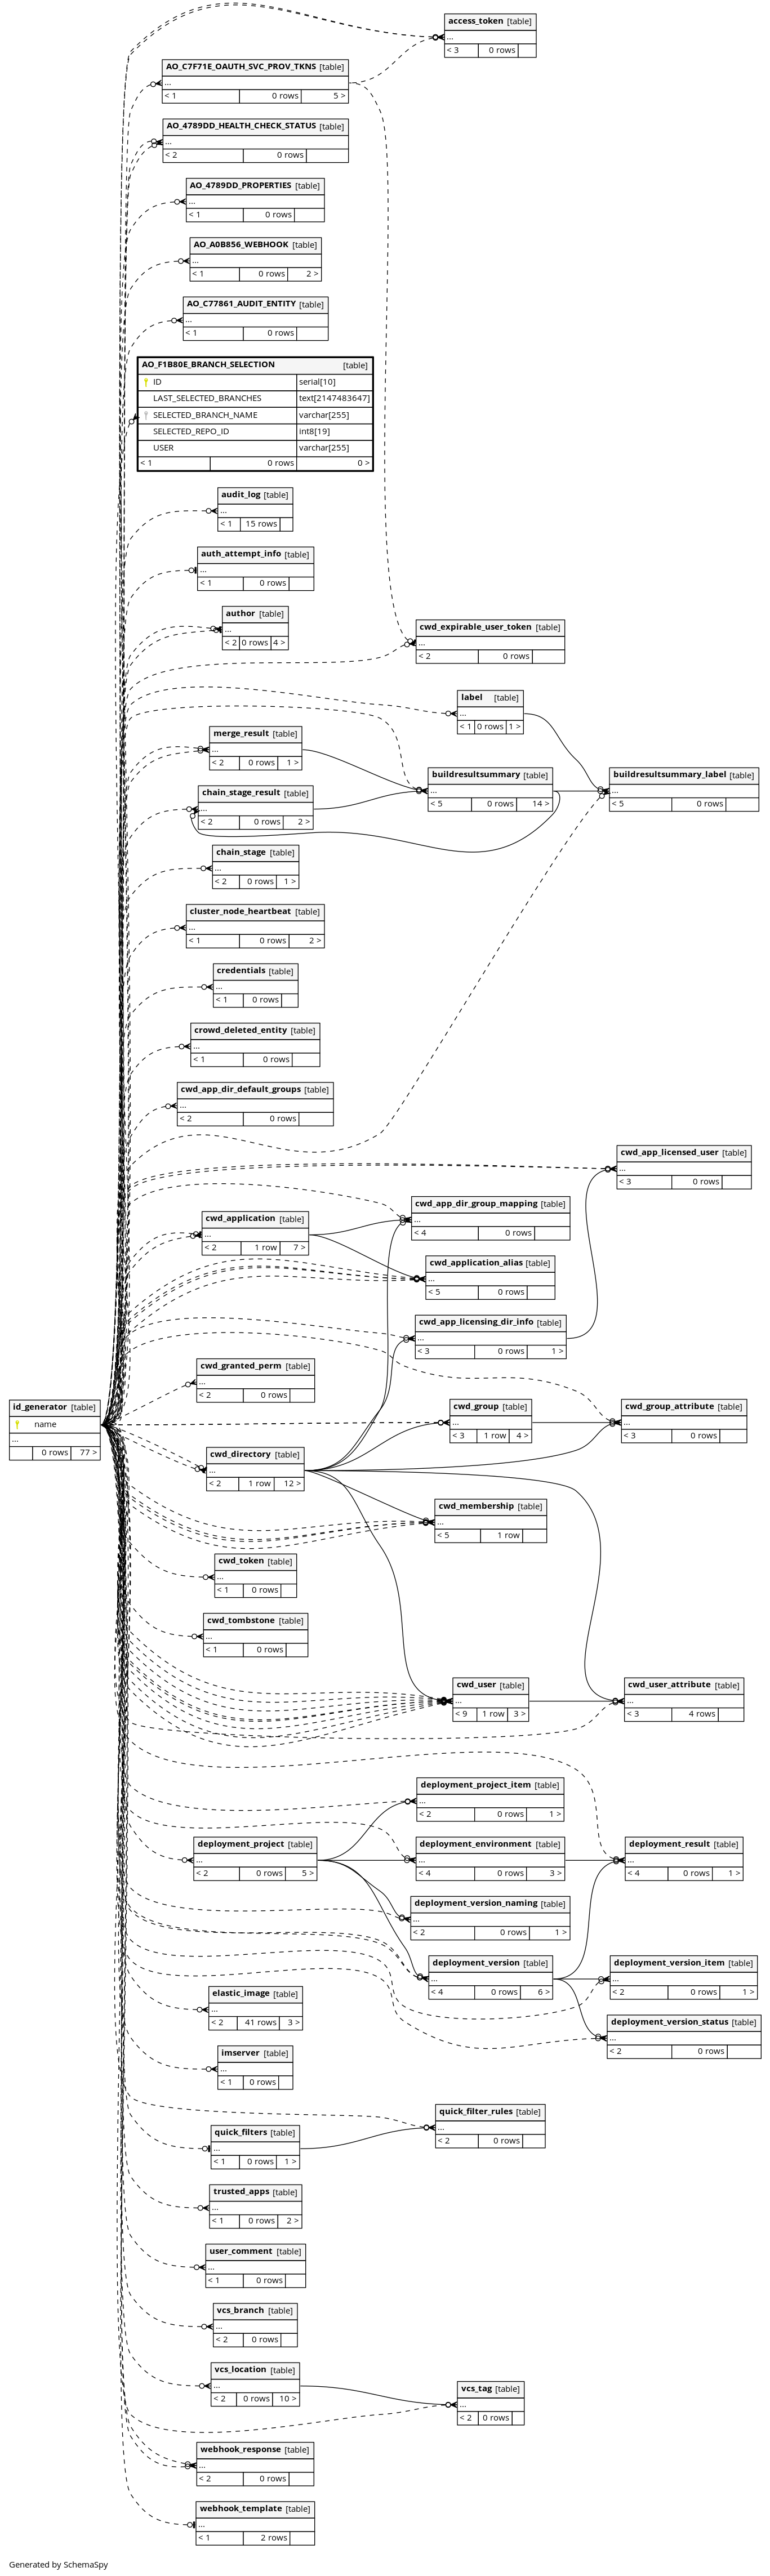 access_token [table]
...
< 3 0 rows
AO_C7F71E_OAUTH_SVC_PROV_TKNS [table]
...
< 1 0 rows 5 >
AO_4789DD_HEALTH_CHECK_STATUS [table]
...
< 2 0 rows
AO_4789DD_PROPERTIES [table]
...
< 1 0 rows
AO_A0B856_WEBHOOK [table]
...
< 1 0 rows 2 >
AO_C77861_AUDIT_ENTITY [table]
...
< 1 0 rows
AO_F1B80E_BRANCH_SELECTION [table]
ID serial[10]
LAST_SELECTED_BRANCHES text[2147483647]
SELECTED_BRANCH_NAME varchar[255]
SELECTED_REPO_ID int8[19]
USER varchar[255]
< 1 0 rows 0 >
audit_log [table]
...
< 1 15 rows
auth_attempt_info [table]
...
< 1 0 rows
author [table]
...
< 2 0 rows 4 >
cwd_expirable_user_token [table]
...
< 2 0 rows
label [table]
...
< 1 0 rows 1 >
merge_result [table]
...
< 2 0 rows 1 >
buildresultsummary [table]
...
< 5 0 rows 14 >
buildresultsummary_label [table]
...
< 5 0 rows
chain_stage_result [table]
...
< 2 0 rows 2 >
chain_stage [table]
...
< 2 0 rows 1 >
cluster_node_heartbeat [table]
...
< 1 0 rows 2 >
credentials [table]
...
< 1 0 rows
crowd_deleted_entity [table]
...
< 1 0 rows
cwd_app_dir_default_groups [table]
...
< 2 0 rows
cwd_app_licensed_user [table]
...
< 3 0 rows
cwd_app_dir_group_mapping [table]
...
< 4 0 rows
cwd_application [table]
...
< 2 1 row 7 >
cwd_application_alias [table]
...
< 5 0 rows
cwd_app_licensing_dir_info [table]
...
< 3 0 rows 1 >
cwd_granted_perm [table]
...
< 2 0 rows
id_generator [table]
name
...
0 rows 77 >
cwd_group [table]
...
< 3 1 row 4 >
cwd_group_attribute [table]
...
< 3 0 rows
cwd_directory [table]
...
< 2 1 row 12 >
cwd_membership [table]
...
< 5 1 row
cwd_token [table]
...
< 1 0 rows
cwd_tombstone [table]
...
< 1 0 rows
cwd_user [table]
...
< 9 1 row 3 >
cwd_user_attribute [table]
...
< 3 4 rows
deployment_project_item [table]
...
< 2 0 rows 1 >
deployment_project [table]
...
< 2 0 rows 5 >
deployment_environment [table]
...
< 4 0 rows 3 >
deployment_result [table]
...
< 4 0 rows 1 >
deployment_version_naming [table]
...
< 2 0 rows 1 >
deployment_version [table]
...
< 4 0 rows 6 >
deployment_version_item [table]
...
< 2 0 rows 1 >
elastic_image [table]
...
< 2 41 rows 3 >
deployment_version_status [table]
...
< 2 0 rows
imserver [table]
...
< 1 0 rows
quick_filter_rules [table]
...
< 2 0 rows
quick_filters [table]
...
< 1 0 rows 1 >
trusted_apps [table]
...
< 1 0 rows 2 >
user_comment [table]
...
< 1 0 rows
vcs_branch [table]
...
< 2 0 rows
vcs_location [table]
...
< 2 0 rows 10 >
vcs_tag [table]
...
< 2 0 rows
webhook_response [table]
...
< 2 0 rows
webhook_template [table]
...
< 1 2 rows
Generated by SchemaSpy